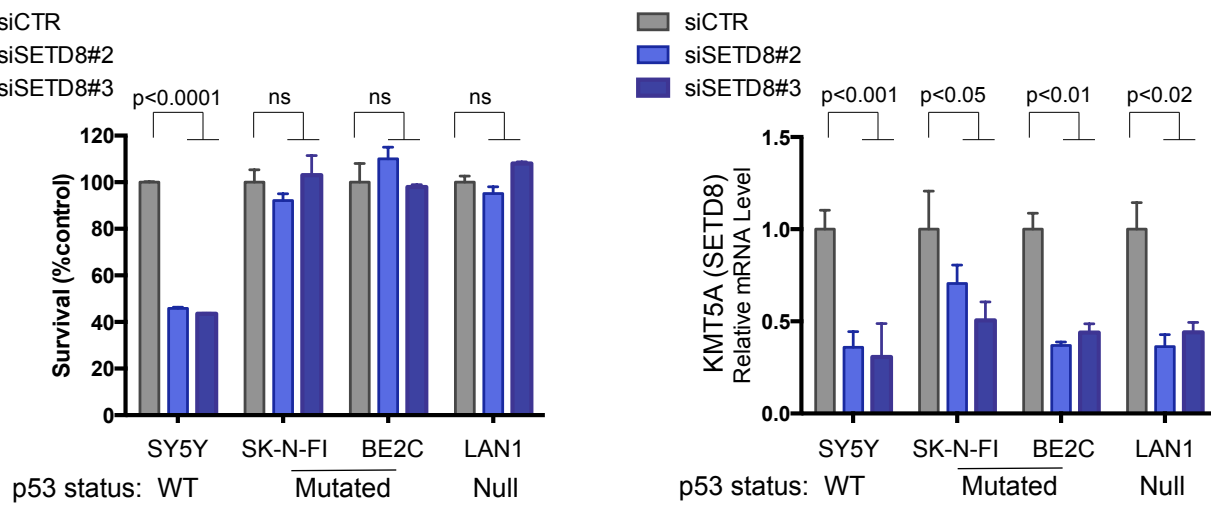 siCTR
siSETD8#2
siSETD8#3
p<0.0001 ns ns ns
Survival (%control)
120
100
80
60
40
20
0
SY5Y SK-N-FI BE2C LAN1
p53 status: WT Mutated Null
siCTR
siSETD8#2
siSETD8#3
p<0.001 p<0.05 p<0.01 p<0.02
KMT5A (SETD8)
Relative mRNA Level
1.5
1.0
0.5
0.0
SY5Y SK-N-FI BE2C LAN1
p53 status: WT Mutated Null